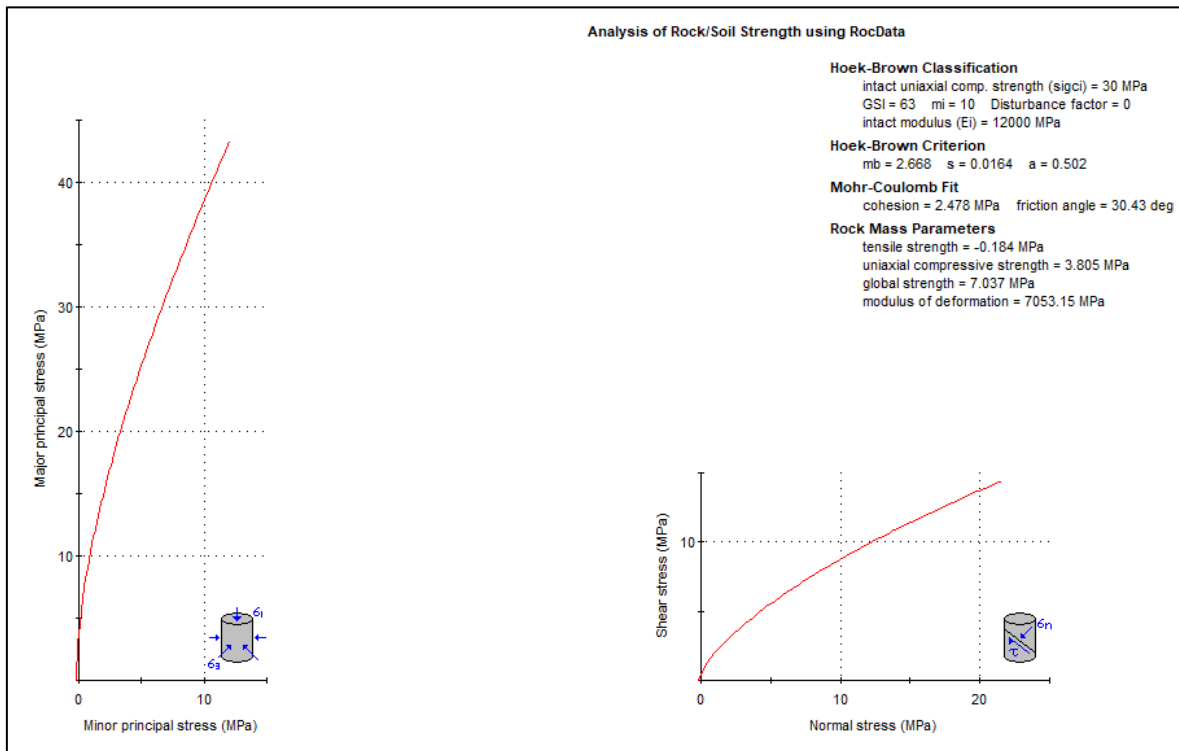 Analysis of Rock/Soil Strength using RocData
Hoek-Brown Classification
intact uniaxial comp. strength (sigci) = 30 MPa
GSI = 63 mi = 10 Disturbance factor = 0
intact modulus (Ei) = 12000 MPa
Hoek-Brown Criterion
mb = 2.668 s = 0.0164 a = 0.502
Mohr-Coulomb Fit
cohesion = 2.478 MPa friction angle = 30.43 deg
Rock Mass Parameters
tensile strength = -0.184 MPa
uniaxial compressive strength = 3.805 MPa
global strength = 7.037 MPa
modulus of deformation = 7053.15 MPa
Major principal stress (MPa)
40
30
20
10
σ1
σ3
0 10
Minor principal stress (MPa)
Shear stress (MPa)
10
σn
τ
0 10 20
Normal stress (MPa)